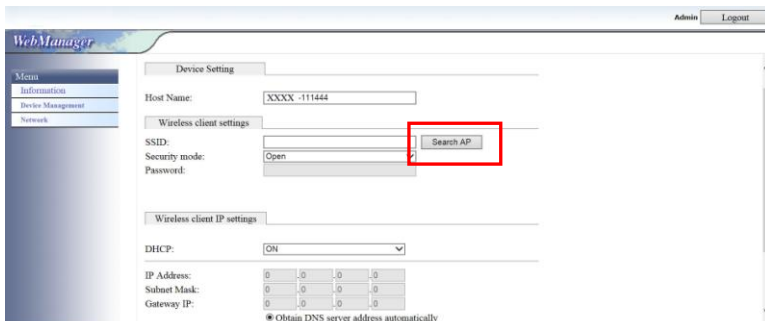 Admin Logout
WebManager
Menu
Information
Device Management
Network
Device Setting
Host Name: XXXX -111444
Wireless client settings
SSID: Search AP
Security mode: Open
Password:
Wireless client IP settings
DHCP: ON
IP Address: 0 .0 .0 .0
Subnet Mask: 0 .0 .0 .0
Gateway IP: 0 .0 .0 .0
Obtain DNS server address automatically